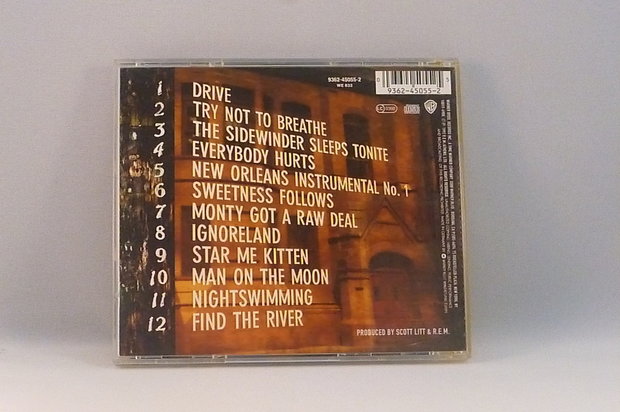 9362-45055-2
WE 833
9362-45055-2
1 DRIVE
2 TRY NOT TO BREATHE
3 THE SIDEWINDER SLEEPS TONITE
4 EVERYBODY HURTS
5 NEW ORLEANS INSTRUMENTAL No. 1
6 SWEETNESS FOLLOWS
7 MONTY GOT A RAW DEAL
8 IGNORELAND
9 STAR ME KITTEN
10 MAN ON THE MOON
11 NIGHTSWIMMING
12 FIND THE RIVER
PRODUCED BY SCOTT LITT & R.E.M.